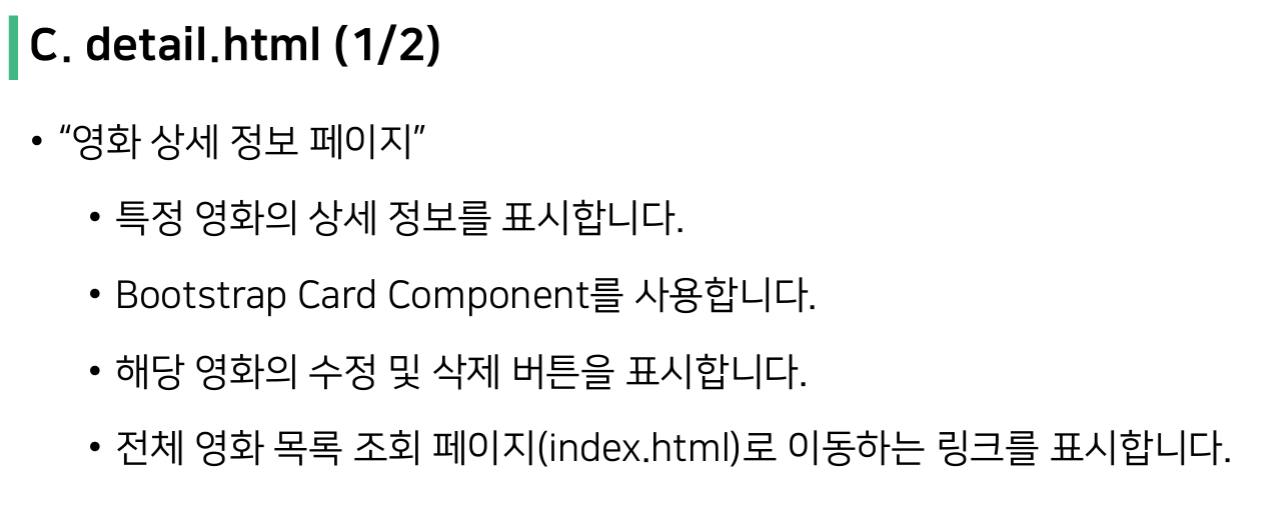 C. detail.html (1/2)
• “영화 상세 정보 페이지”
• 특정 영화의 상세 정보를 표시합니다.
• Bootstrap Card Component를 사용합니다.
• 해당 영화의 수정 및 삭제 버튼을 표시합니다.
• 전체 영화 목록 조회 페이지(index.html)로 이동하는 링크를 표시합니다.